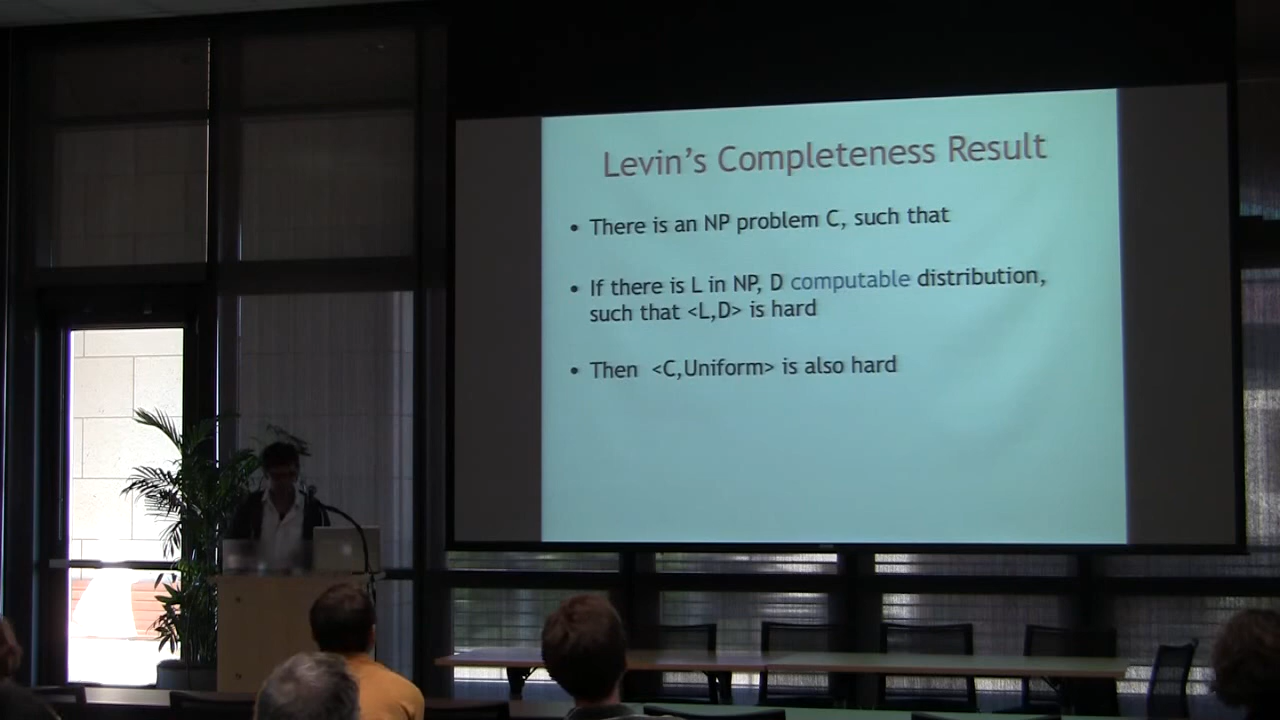 Levin's Completeness Result
• There is an NP problem C, such that
• If there is L in NP, D computable distribution,
such that <L,D> is hard
• Then <C,Uniform> is also hard